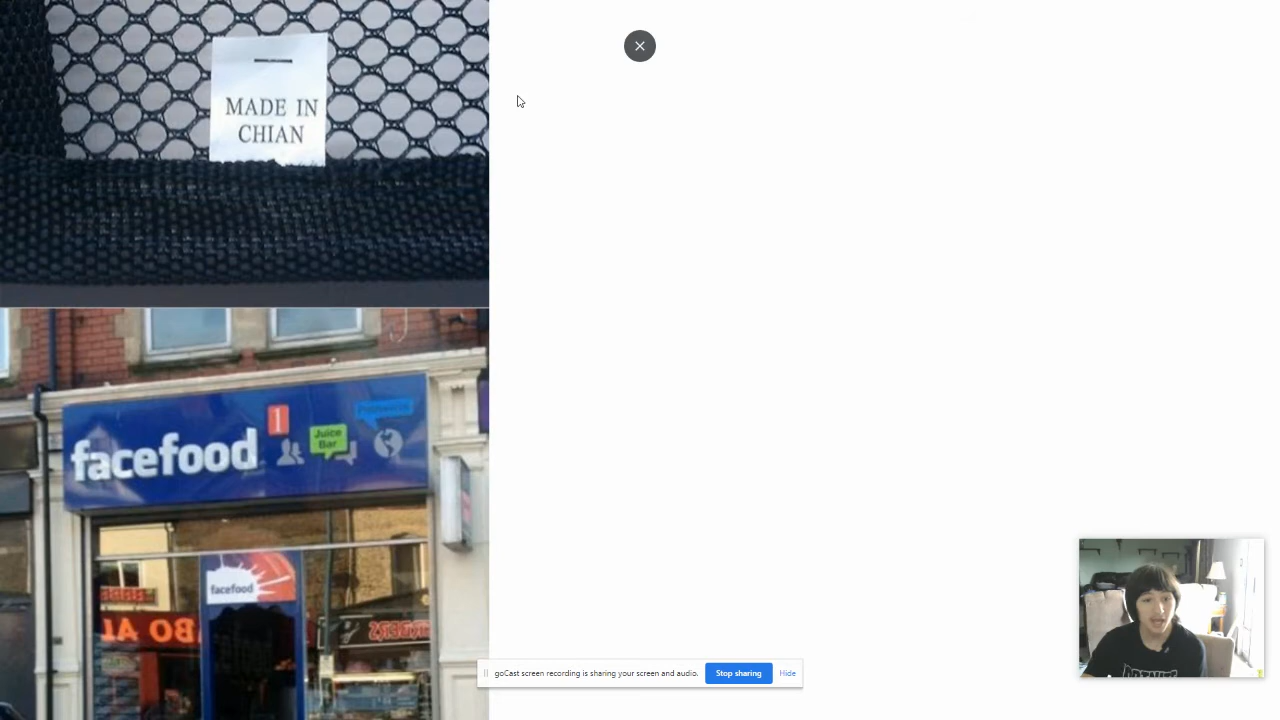 MADE IN
CHIAN
facefood
1
Juice
Bar
facefood
goCast screen recording is sharing your screen and audio.
Stop sharing
Hide